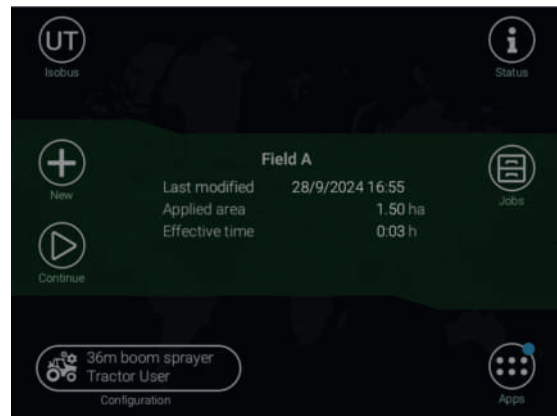 UT
Isobus
i
Status
Field A
New
Last modified 28/9/2024 16:55
Applied area 1.50 ha
Effective time 0:03 h
Jobs
Continue
36m boom sprayer
Tractor User
Configuration
Apps